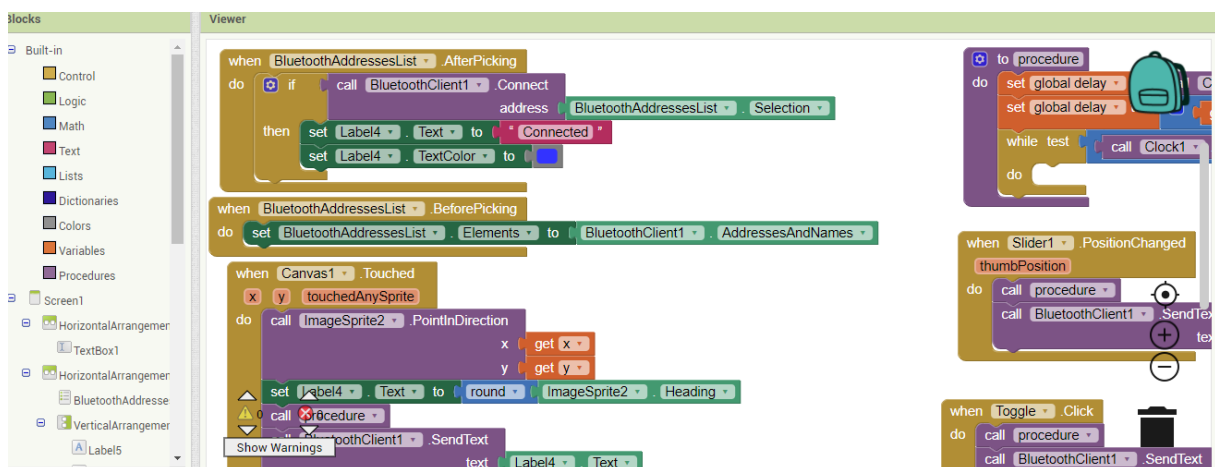 Blocks
Viewer
Built-in
Control
Logic
Math
Text
Lists
Dictionaries
Colors
Variables
Procedures
Screen1
HorizontalArrangemer
TextBox1
HorizontalArrangemer
BluetoothAddresse
VerticalArrangemer
A Label5
when BluetoothAddressesList .AfterPicking
do if call BluetoothClient1 .Connect
address BluetoothAddressesList . Selection
then set Label4 . Text to " Connected "
set Label4 . TextColor to
when BluetoothAddressesList .BeforePicking
do set BluetoothAddressesList . Elements to BluetoothClient1 . AddressesAndNames
when Canvas1 .Touched
x y touchedAnySprite
do call ImageSprite2 .PointInDirection
x get x
y get y
set Label4 . Text to round ImageSprite2 . Heading
call procedure
0 0
BluetoothClient1 .SendText
text Label4 . Text
Show Warnings
to procedure
do set global delay C
set global delay
while test call Clock1
do
when Slider1 .PositionChanged
thumbPosition
do call procedure
call BluetoothClient1 .SendTex
tex
when Toggle .Click
do call procedure
call BluetoothClient1 .SendText